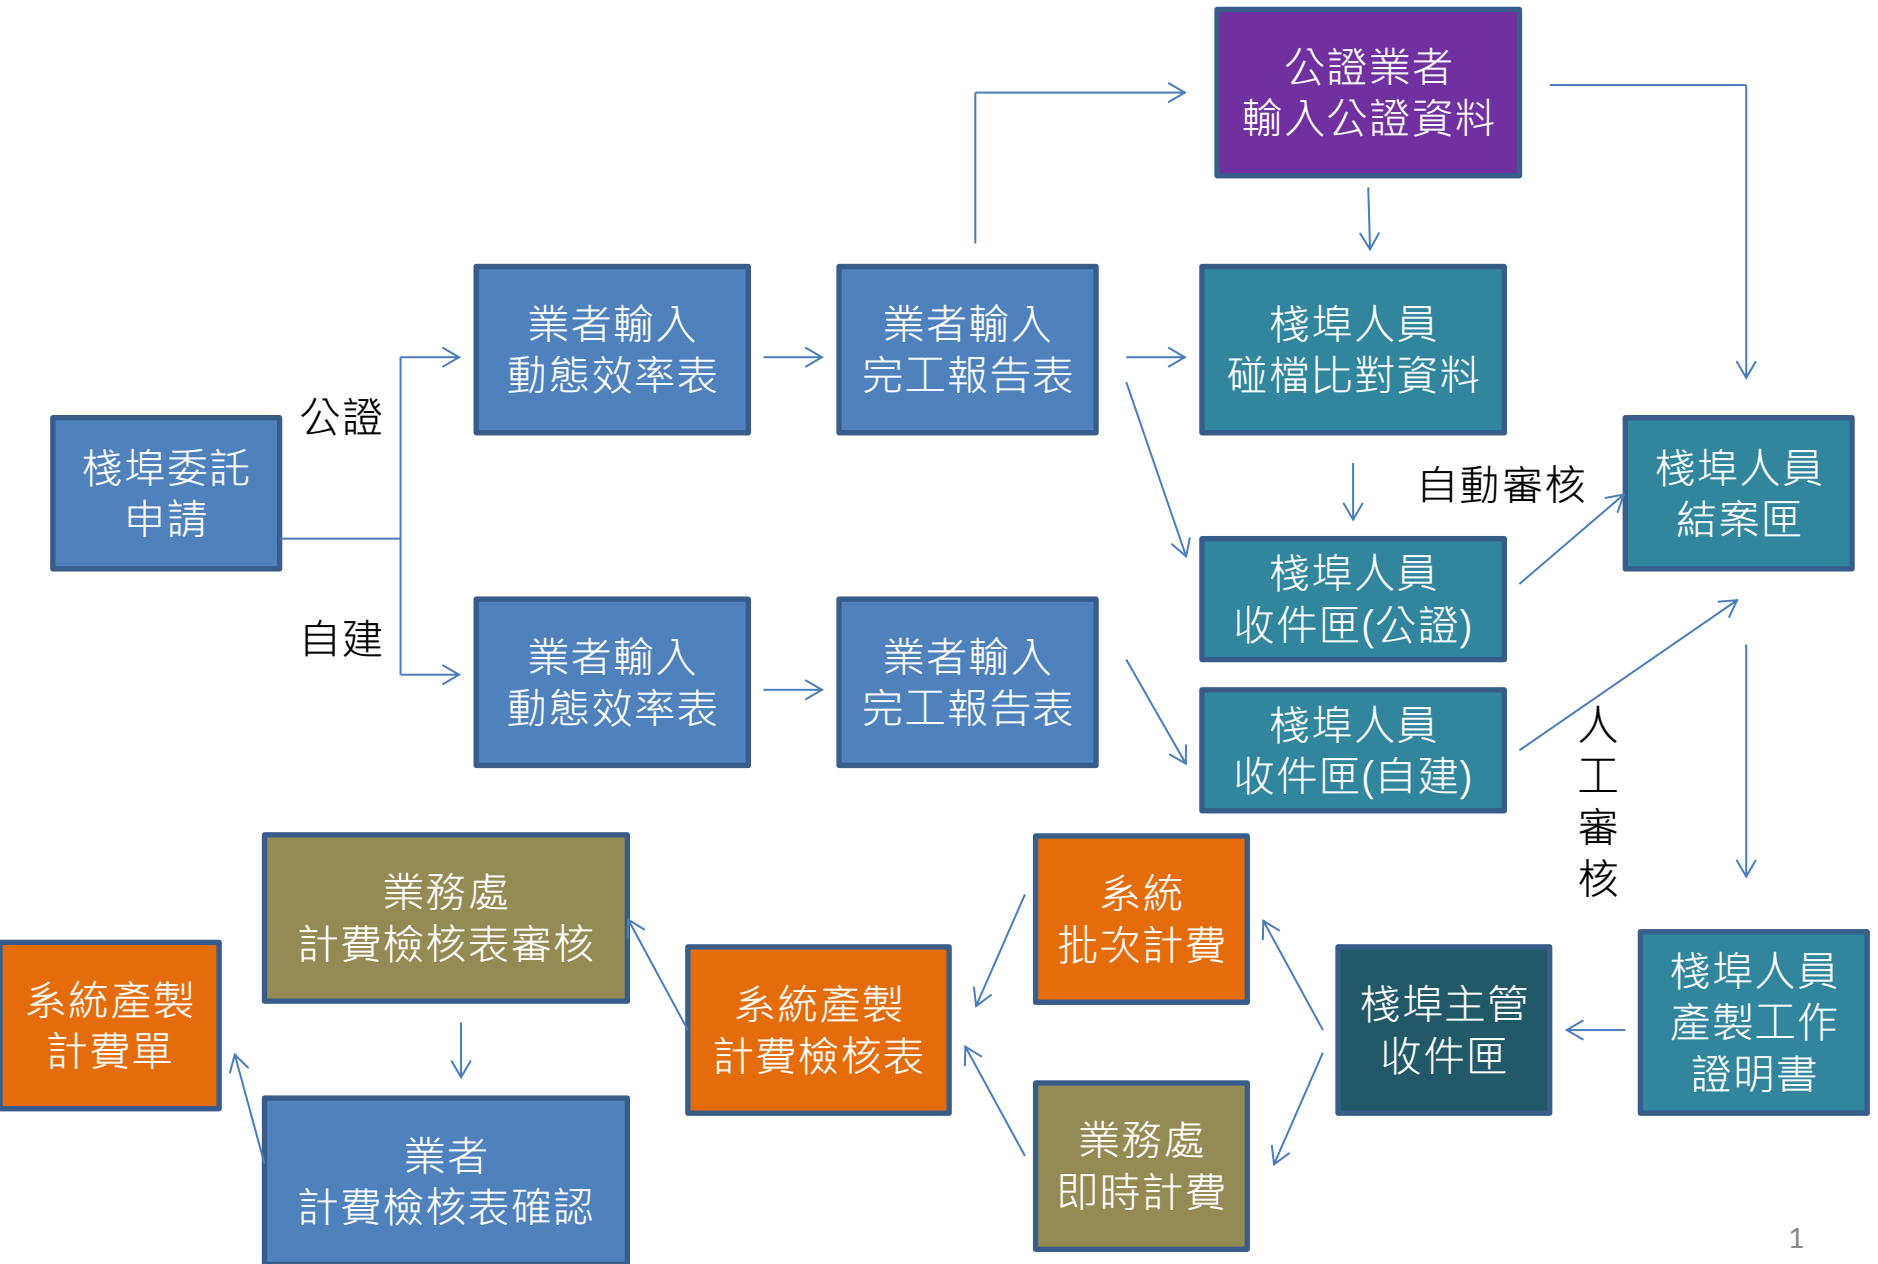 公證業者
輸入公證資料
業者輸入
動態效率表
業者輸入
完工報告表
棧埠人員
碰檔比對資料
公證
棧埠委託
申請
自動審核
棧埠人員
結案匣
棧埠人員
收件匣(公證)
自建
業者輸入
動態效率表
業者輸入
完工報告表
棧埠人員
收件匣(自建)
人
工
審
核
業務處
計費檢核表審核
系統
批次計費
系統產製
計費單
系統產製
計費檢核表
棧埠主管
收件匣
棧埠人員
產製工作
證明書
業者
計費檢核表確認
業務處
即時計費
1